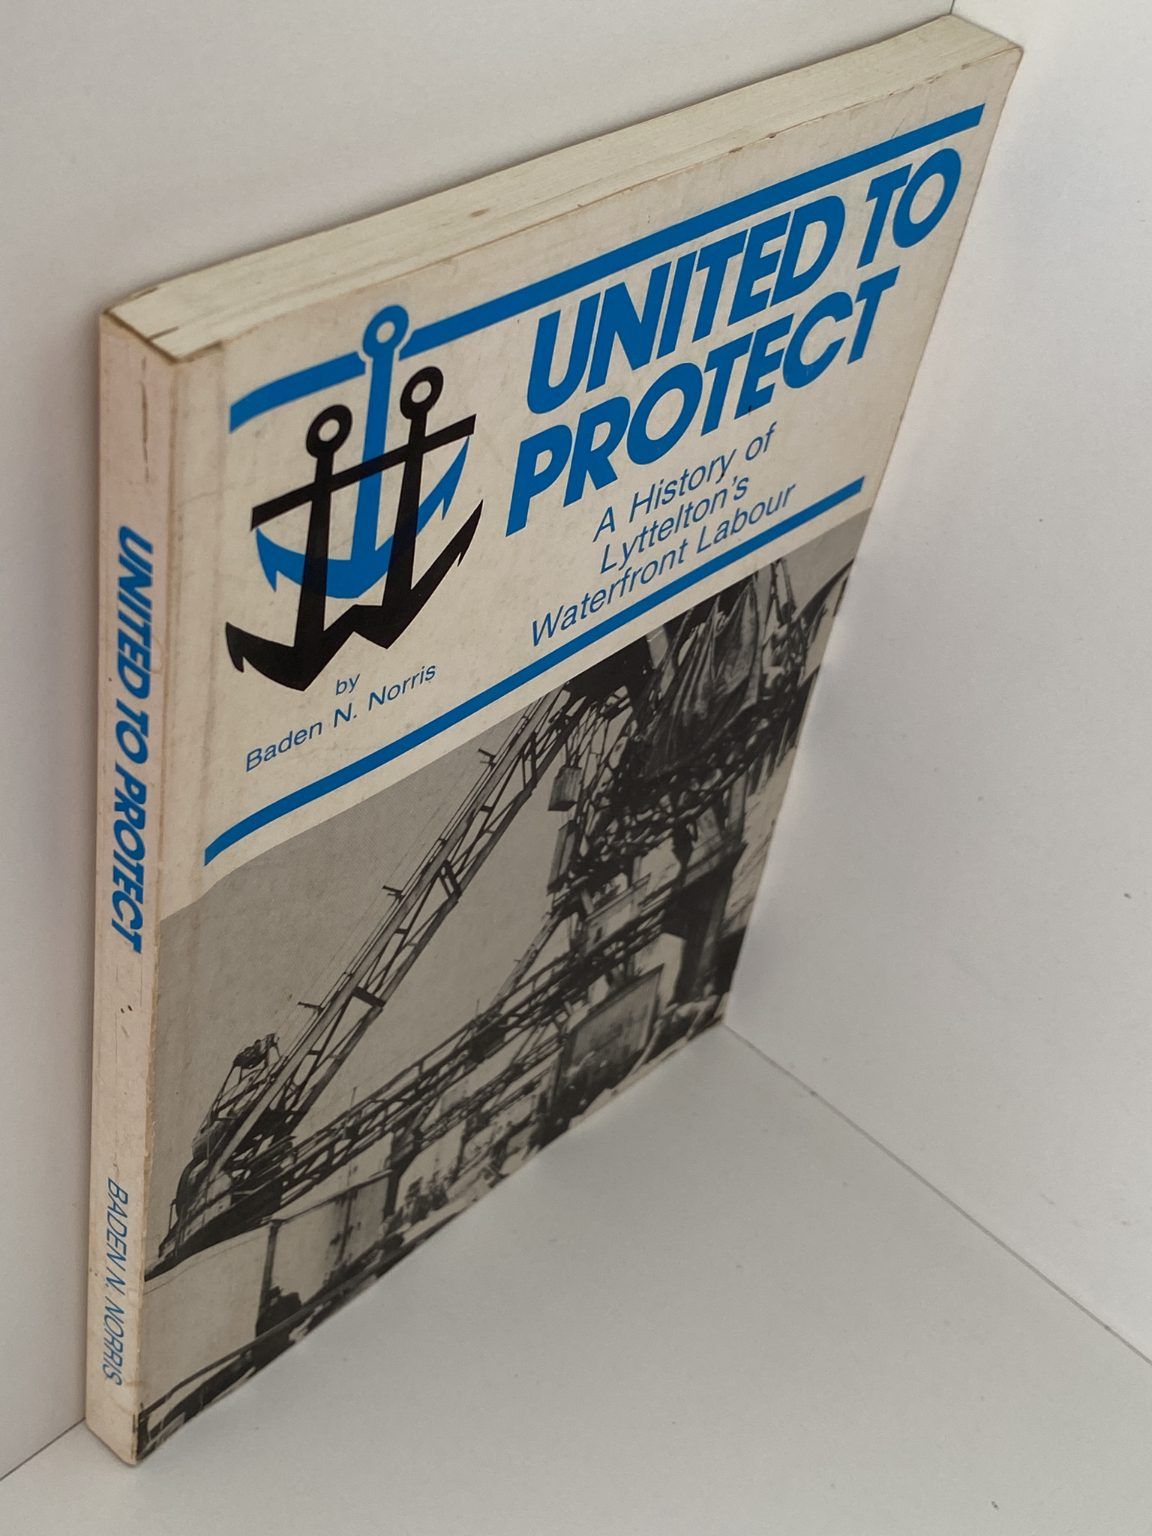 UNITED TO
PROTECT
A History of
Lyttelton's
Waterfront Labour
by
Baden N. Norris
UNITED TO PROTECT
BADEN N. NORRIS